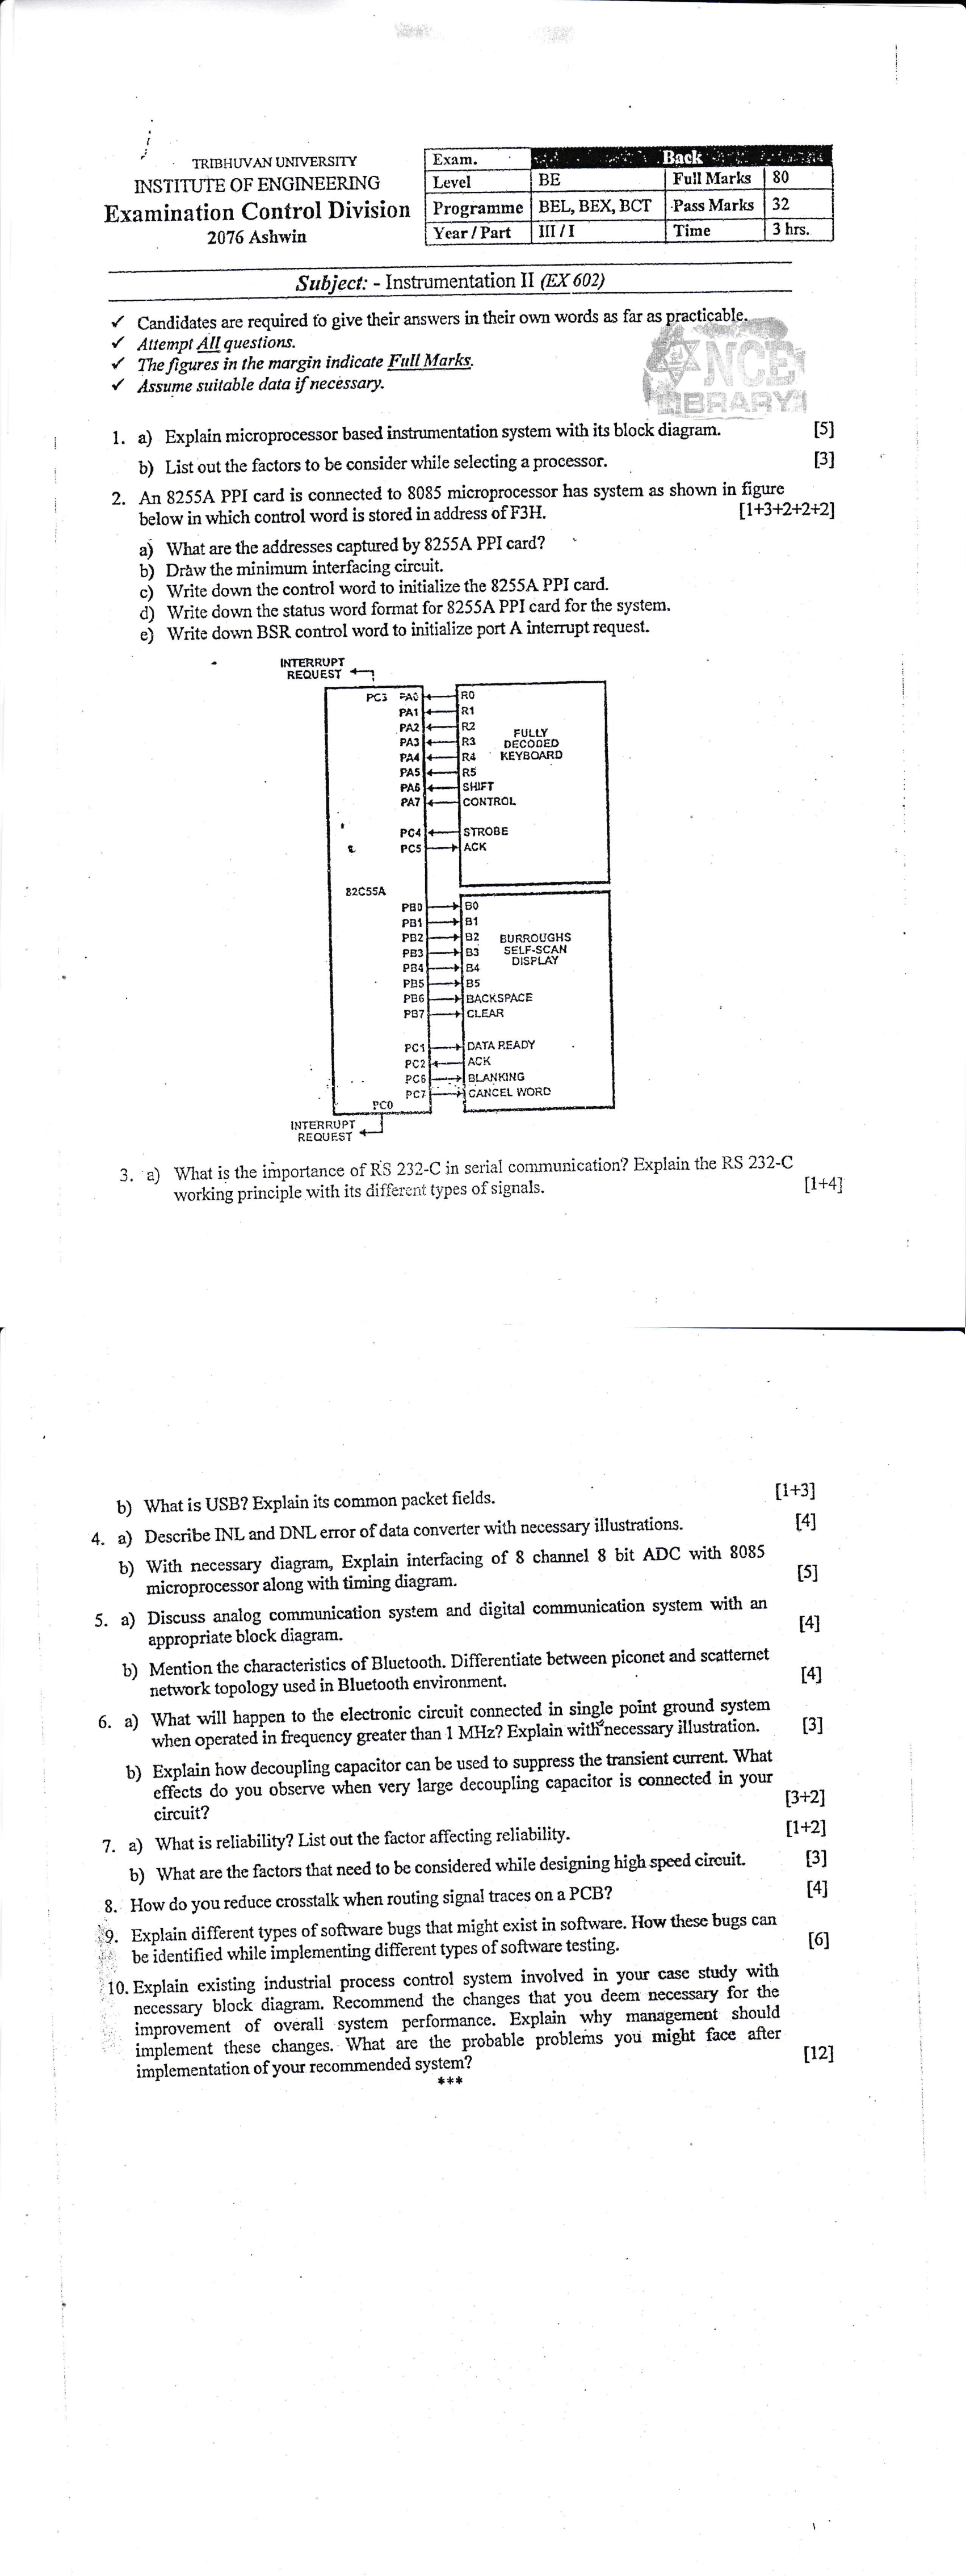 TRIBHUVAN UNIVERSITY
INSTITUTE OF ENGINEERING
Examination Control Division
2076 Ashwin
Exam. Back
Level BE Full Marks 80
Programme BEL, BEX, BCT Pass Marks 32
Year / Part III / I Time 3 hrs.
Subject: - Instrumentation II (EX 602)
✓ Candidates are required to give their answers in their own words as far as practicable.
✓ Attempt All questions.
✓ The figures in the margin indicate Full Marks.
✓ Assume suitable data if necessary.
NCE
LIBRARY
1. a) Explain microprocessor based instrumentation system with its block diagram. [5]
b) List out the factors to be consider while selecting a processor. [3]
2. An 8255A PPI card is connected to 8085 microprocessor has system as shown in figure
below in which control word is stored in address of F3H. [1+3+2+2+2]
a) What are the addresses captured by 8255A PPI card?
b) Draw the minimum interfacing circuit.
c) Write down the control word to initialize the 8255A PPI card.
d) Write down the status word format for 8255A PPI card for the system.
e) Write down BSR control word to initialize port A interrupt request.
INTERRUPT
REQUEST
PC3 PA0 R0
PA1 R1
PA2 R2
FULLY
PA3 R3 DECODED
PA4 R4 KEYBOARD
PA5 R5
PA6 SHIFT
PA7 CONTROL
PC4 STROBE
PC5 ACK
82C55A
PB0 B0
PB1 B1
PB2 B2 BURROUGHS
PB3 B3 SELF-SCAN
PB4 B4 DISPLAY
PB5 B5
PB6 BACKSPACE
PB7 CLEAR
PC1 DATA READY
PC2 ACK
PC6 BLANKING
PC7 CANCEL WORD
PC0
INTERRUPT
REQUEST
3. a) What is the importance of RS 232-C in serial communication? Explain the RS 232-C
working principle with its different types of signals. [1+4]
b) What is USB? Explain its common packet fields. [1+3]
4. a) Describe INL and DNL error of data converter with necessary illustrations. [4]
b) With necessary diagram, Explain interfacing of 8 channel 8 bit ADC with 8085
microprocessor along with timing diagram. [5]
5. a) Discuss analog communication system and digital communication system with an
appropriate block diagram. [4]
b) Mention the characteristics of Bluetooth. Differentiate between piconet and scatternet
network topology used in Bluetooth environment. [4]
6. a) What will happen to the electronic circuit connected in single point ground system
when operated in frequency greater than 1 MHz? Explain with necessary illustration. [3]
b) Explain how decoupling capacitor can be used to suppress the transient current. What
effects do you observe when very large decoupling capacitor is connected in your
circuit? [3+2]
7. a) What is reliability? List out the factor affecting reliability. [1+2]
b) What are the factors that need to be considered while designing high speed circuit. [3]
8. How do you reduce crosstalk when routing signal traces on a PCB? [4]
9. Explain different types of software bugs that might exist in software. How these bugs can
be identified while implementing different types of software testing. [6]
10. Explain existing industrial process control system involved in your case study with
necessary block diagram. Recommend the changes that you deem necessary for the
improvement of overall system performance. Explain why management should
implement these changes. What are the probable problems you might face after
implementation of your recommended system? [12]
***